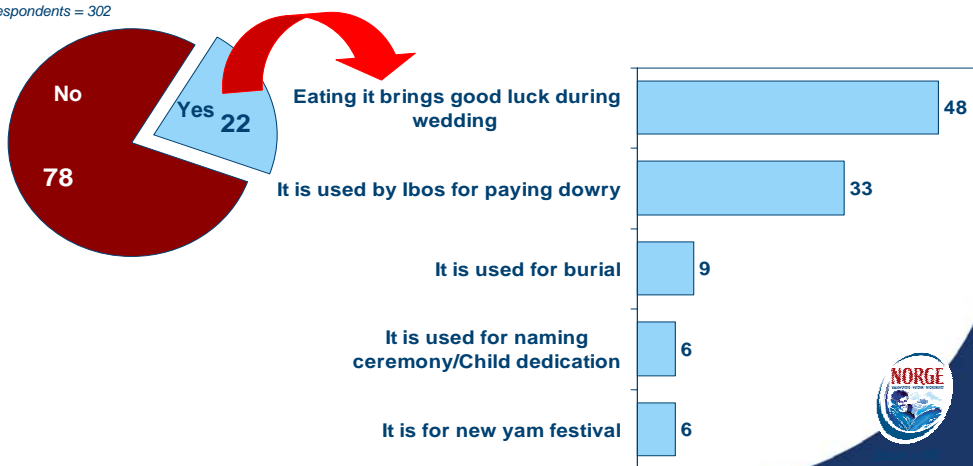 espondents = 302
No
78
Yes
22
Eating it brings good luck during
wedding
48
It is used by Ibos for paying dowry
33
It is used for burial
9
It is used for naming
ceremony/Child dedication
6
It is for new yam festival
6
NORGE